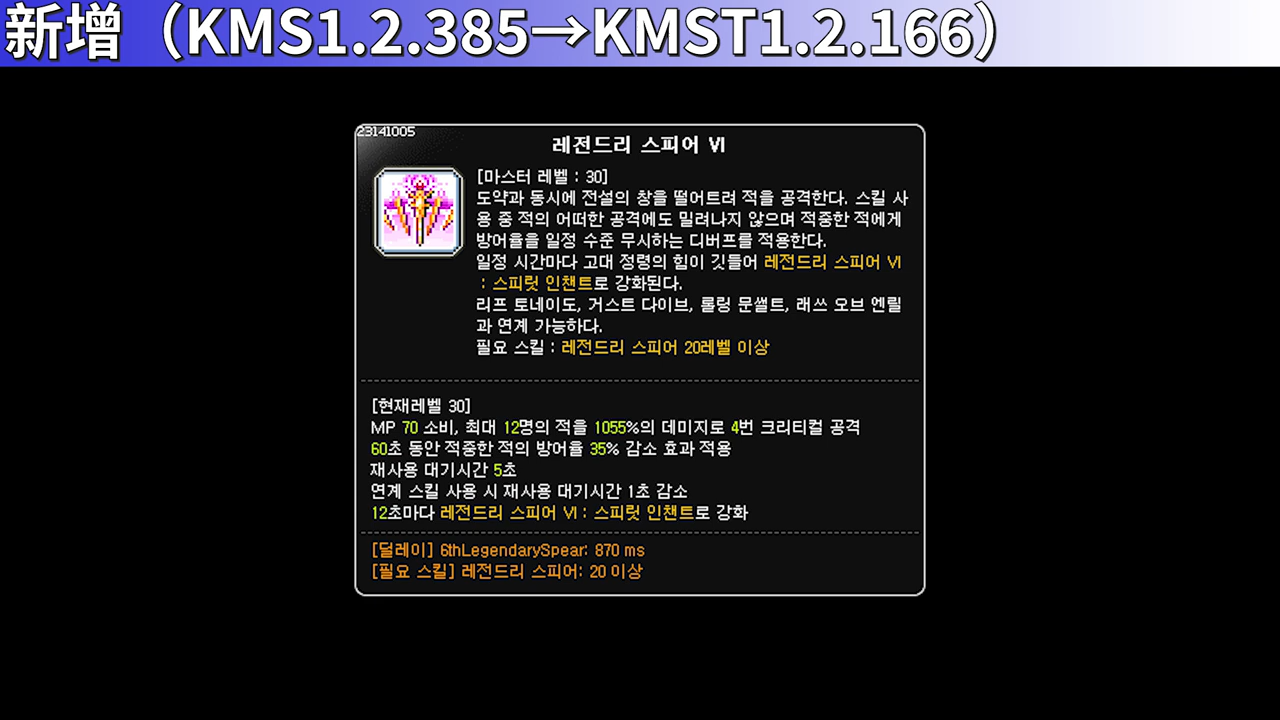 新增（KMS1.2.385→KMST1.2.166）
23141005
레전드리 스피어 VI
[마스터 레벨 : 30]
도약과 동시에 전설의 창을 떨어트려 적을 공격한다. 스킬 사
용 중 적의 어떠한 공격에도 밀려나지 않으며 적중한 적에게
방어율을 일정 수준 무시하는 디버프를 적용한다.
일정 시간마다 고대 정령의 힘이 깃들어 레전드리 스피어 VI
: 스피릿 인챈트로 강화된다.
리프 토네이도, 거스트 다이브, 롤링 문썰트, 래쓰 오브 엔릴
과 연계 가능하다.
필요 스킬 : 레전드리 스피어 20레벨 이상
[현재레벨 30]
MP 70 소비, 최대 12명의 적을 1055%의 데미지로 4번 크리티컬 공격
60초 동안 적중한 적의 방어율 35% 감소 효과 적용
재사용 대기시간 5초
연계 스킬 사용 시 재사용 대기시간 1초 감소
12초마다 레전드리 스피어 VI : 스피릿 인챈트로 강화
[딜레이] 6thLegendarySpear: 870 ms
[필요 스킬] 레전드리 스피어: 20 이상